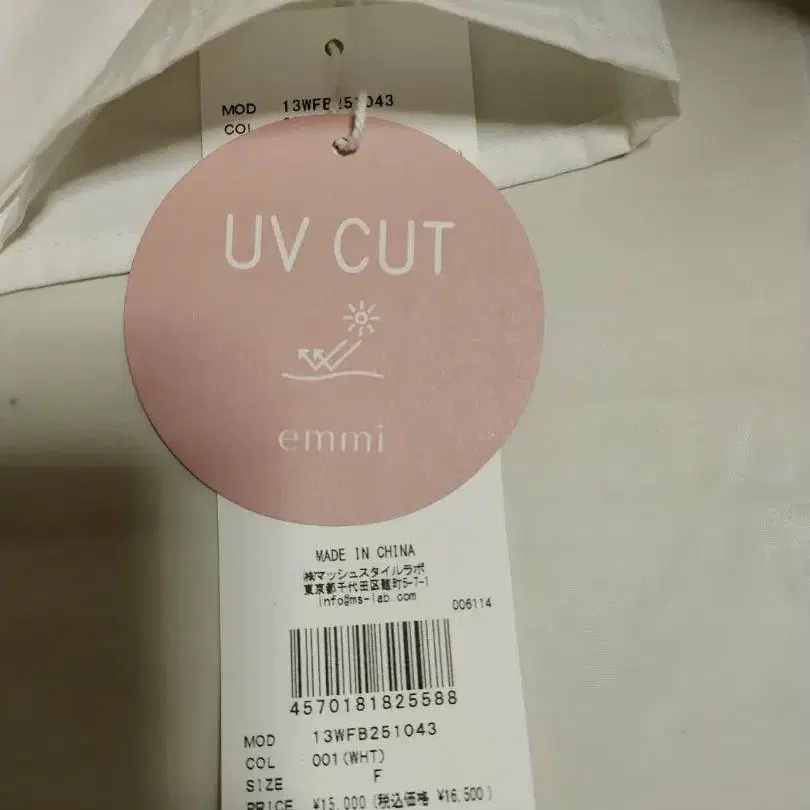 MOD 13WFB251043
COL
UV CUT
emmi
MADE IN CHINA
㈱マッシュスタイルラボ
東京都千代田区麹町5-7-1
info@ms-lab.com
006114
4570181825588
MOD 13WFB251043
COL 001(WHT)
SIZE F
PRICE ¥15,000(税込価格 ¥16,500)